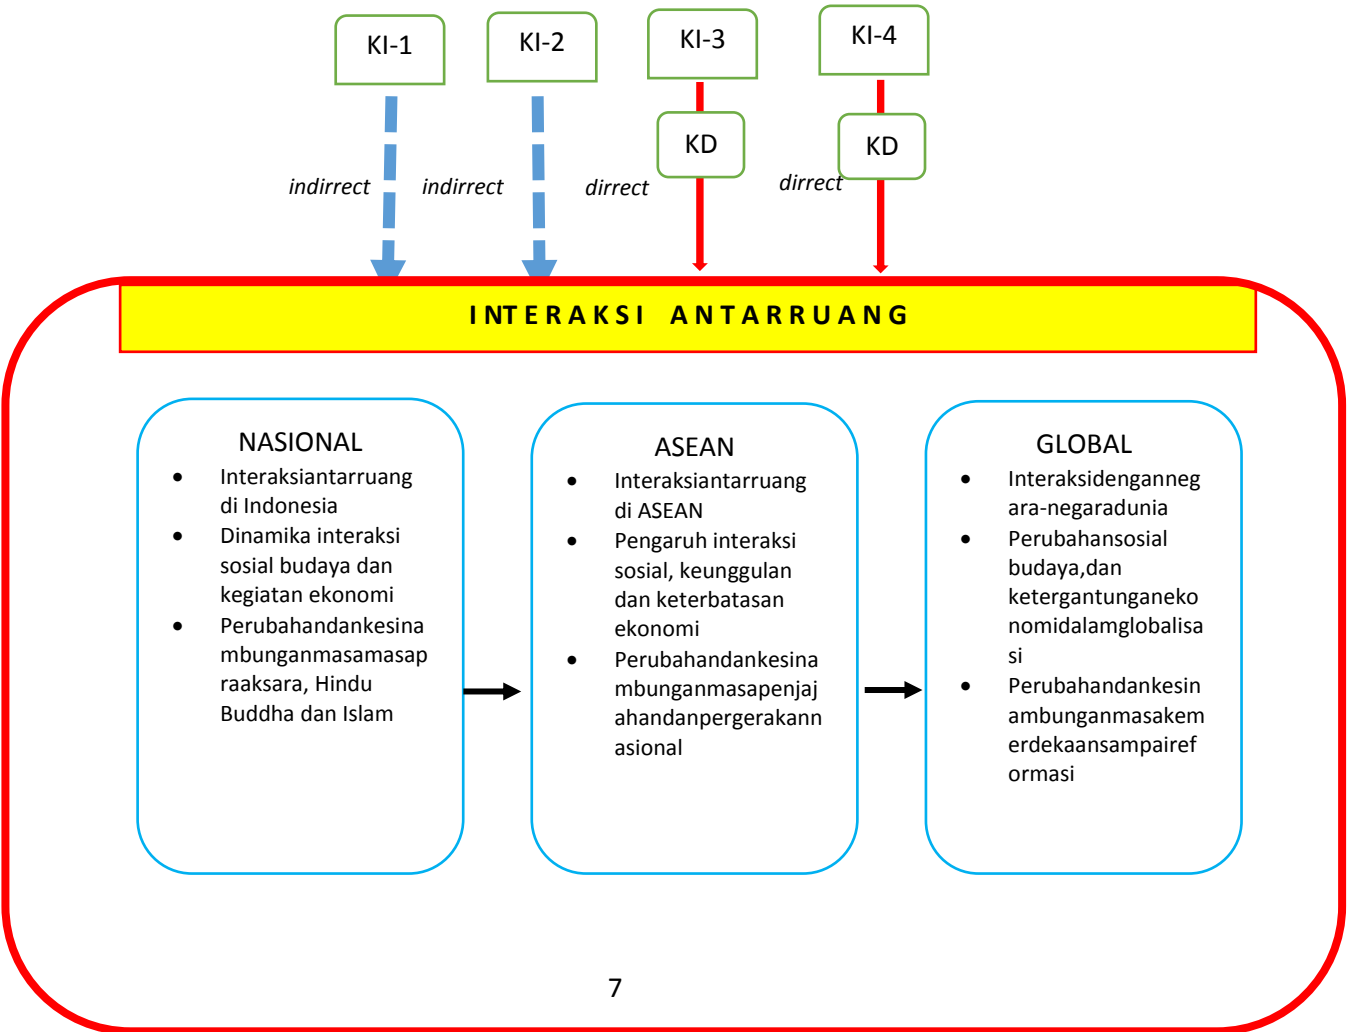 KI-1
KI-2
KI-3
KI-4
KD
KD
indirrect
indirrect
dirrect
dirrect
INTERAKSI ANTARRUANG
NASIONAL
• Interaksiantarruang
di Indonesia
• Dinamika interaksi
sosial budaya dan
kegiatan ekonomi
• Perubahandankesina
mbunganmasamasap
raaksara, Hindu
Buddha dan Islam
ASEAN
• Interaksiantarruang
di ASEAN
• Pengaruh interaksi
sosial, keunggulan
dan keterbatasan
ekonomi
• Perubahandankesina
mbunganmasapenjaj
ahandanpergerakann
asional
GLOBAL
• Interaksidenganneg
ara-negaradunia
• Perubahansosial
budaya,dan
ketergantunganeko
nomidalamglobalisa
si
• Perubahandankesin
ambunganmasakem
erdekaansampairef
ormasi
7